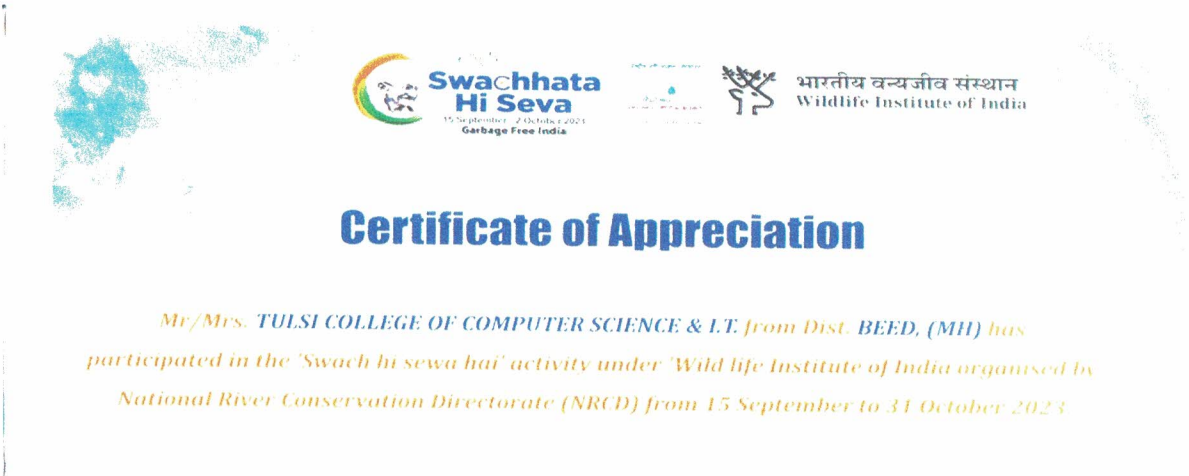 Swachhata
Hi Seva
15 September - 2 October 2023
Garbage Free India
भारतीय वन्यजीव संस्थान
Wildlife Institute of India
Certificate of Appreciation
Mr/Mrs. TULSI COLLEGE OF COMPUTER SCIENCE & I.T. from Dist. BEED, (MH) has
participated in the 'Swach hi sewa hai' activity under 'Wild life Institute of India organised by
National River Conservation Directorate (NRCD) from 15 September to 31 October 2023